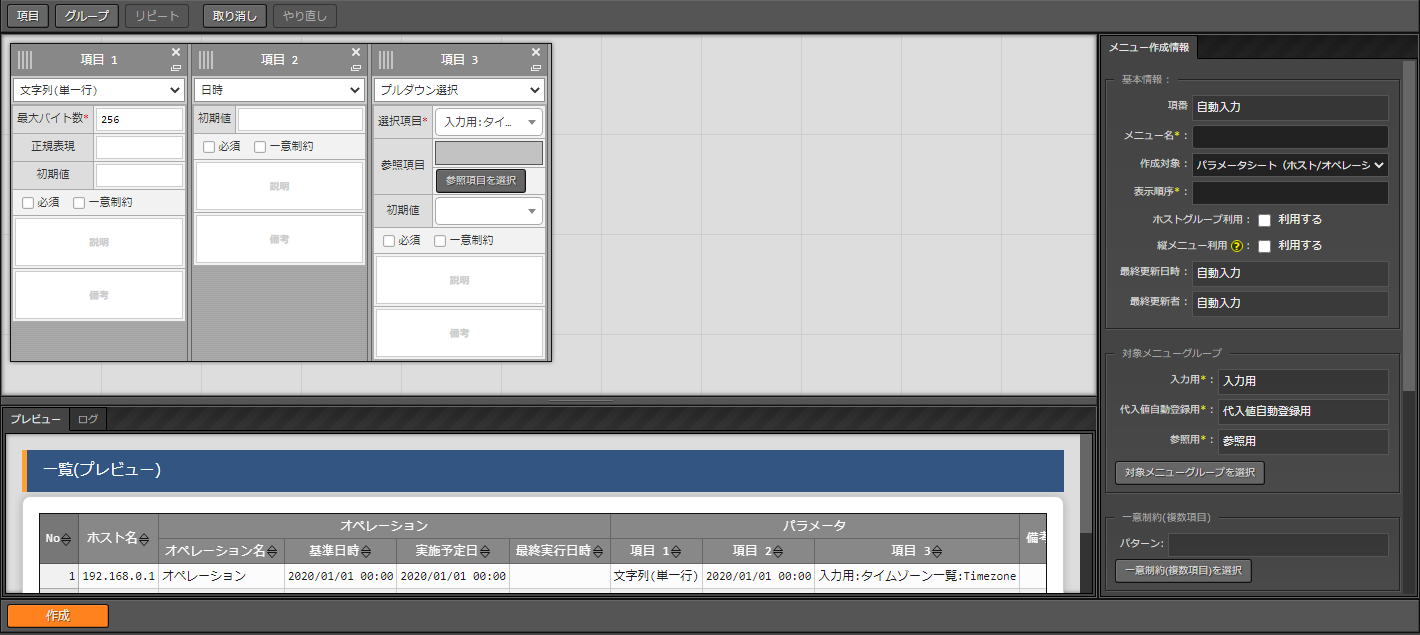 項目 グループ リピート 取り消し やり直し
項目 1
文字列(単一行)
最大バイト数* 256
正規表現
初期値
必須 一意制約
説明
備考
項目 2
日時
初期値
必須 一意制約
説明
備考
項目 3
プルダウン選択
選択項目* 入力用:タイ...
参照項目
参照項目を選択
初期値
必須 一意制約
説明
備考
メニュー作成情報
基本情報:
項番 自動入力
メニュー名*:
作成対象: パラメータシート (ホスト/オペレーシ
表示順序*:
ホストグループ利用: 利用する
縦メニュー利用 ?: 利用する
最終更新日時: 自動入力
最終更新者: 自動入力
対象メニューグループ
入力用*: 入力用
代入値自動登録用*: 代入値自動登録用
参照用*: 参照用
対象メニューグループを選択
一意制約(複数項目)
パターン:
一意制約(複数項目)を選択
プレビュー ログ
一覧(プレビュー)
No ホスト名 オペレーション パラメータ 備考
オペレーション名 基準日時 実施予定日 最終実行日時 項目 1 項目 2 項目 3
1 192.168.0.1 オペレーション 2020/01/01 00:00 2020/01/01 00:00 文字列(単一行) 2020/01/01 00:00 入力用:タイムゾーン一覧:Timezone
作成